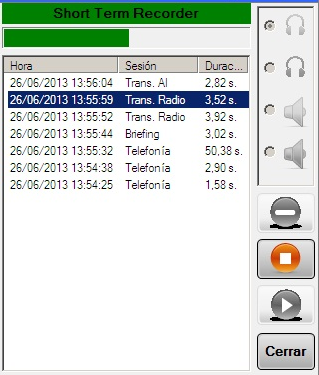 Short Term Recorder
Hora Sesión Durac...
26/06/2013 13:56:04 Trans. AI 2,82 s.
26/06/2013 13:55:59 Trans. Radio 3,52 s.
26/06/2013 13:55:52 Trans. Radio 3,92 s.
26/06/2013 13:55:44 Briefing 3,02 s.
26/06/2013 13:55:32 Telefonía 50,38 s.
26/06/2013 13:54:38 Telefonía 2,90 s.
26/06/2013 13:54:25 Telefonía 1,58 s.
Cerrar